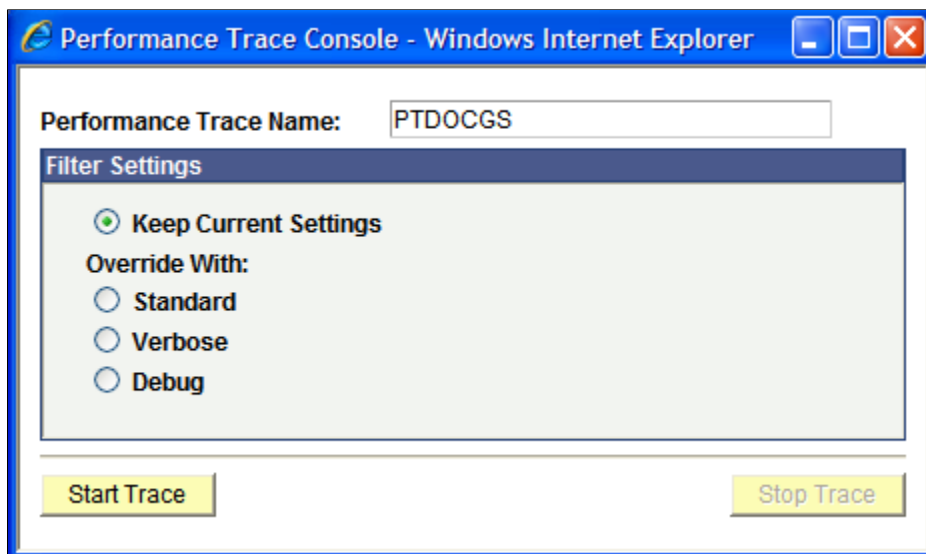 Performance Trace Console - Windows Internet Explorer
Performance Trace Name: PTDOCGS
Filter Settings
Keep Current Settings
Override With:
Standard
Verbose
Debug
Start Trace Stop Trace